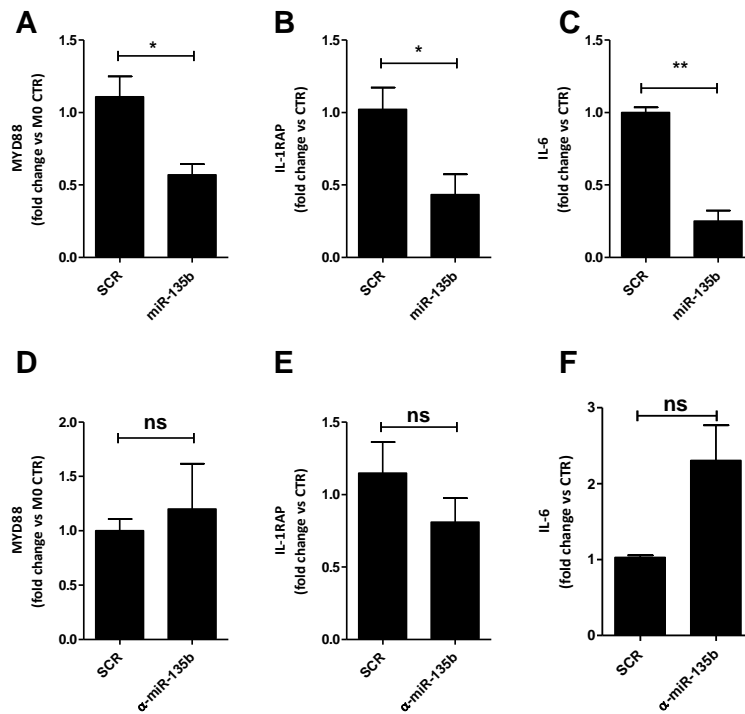 A
MYD88
(fold change vs M0 CTR)
1.5
1.0
0.5
0.0
*
SCR
miR-135b
B
IL-1RAP
(fold change vs CTR)
1.5
1.0
0.5
0.0
*
SCR
miR-135b
C
IL-6
(fold change vs CTR)
1.5
1.0
0.5
0.0
**
SCR
miR-135b
D
MYD88
(fold change vs M0 CTR)
2.0
1.5
1.0
0.5
0.0
ns
SCR
α-miR-135b
E
IL-1RAP
(fold change vs CTR)
1.5
1.0
0.5
0.0
ns
SCR
α-miR-135b
F
IL-6
(fold change vs CTR)
3
2
1
0
ns
SCR
α-miR-135b